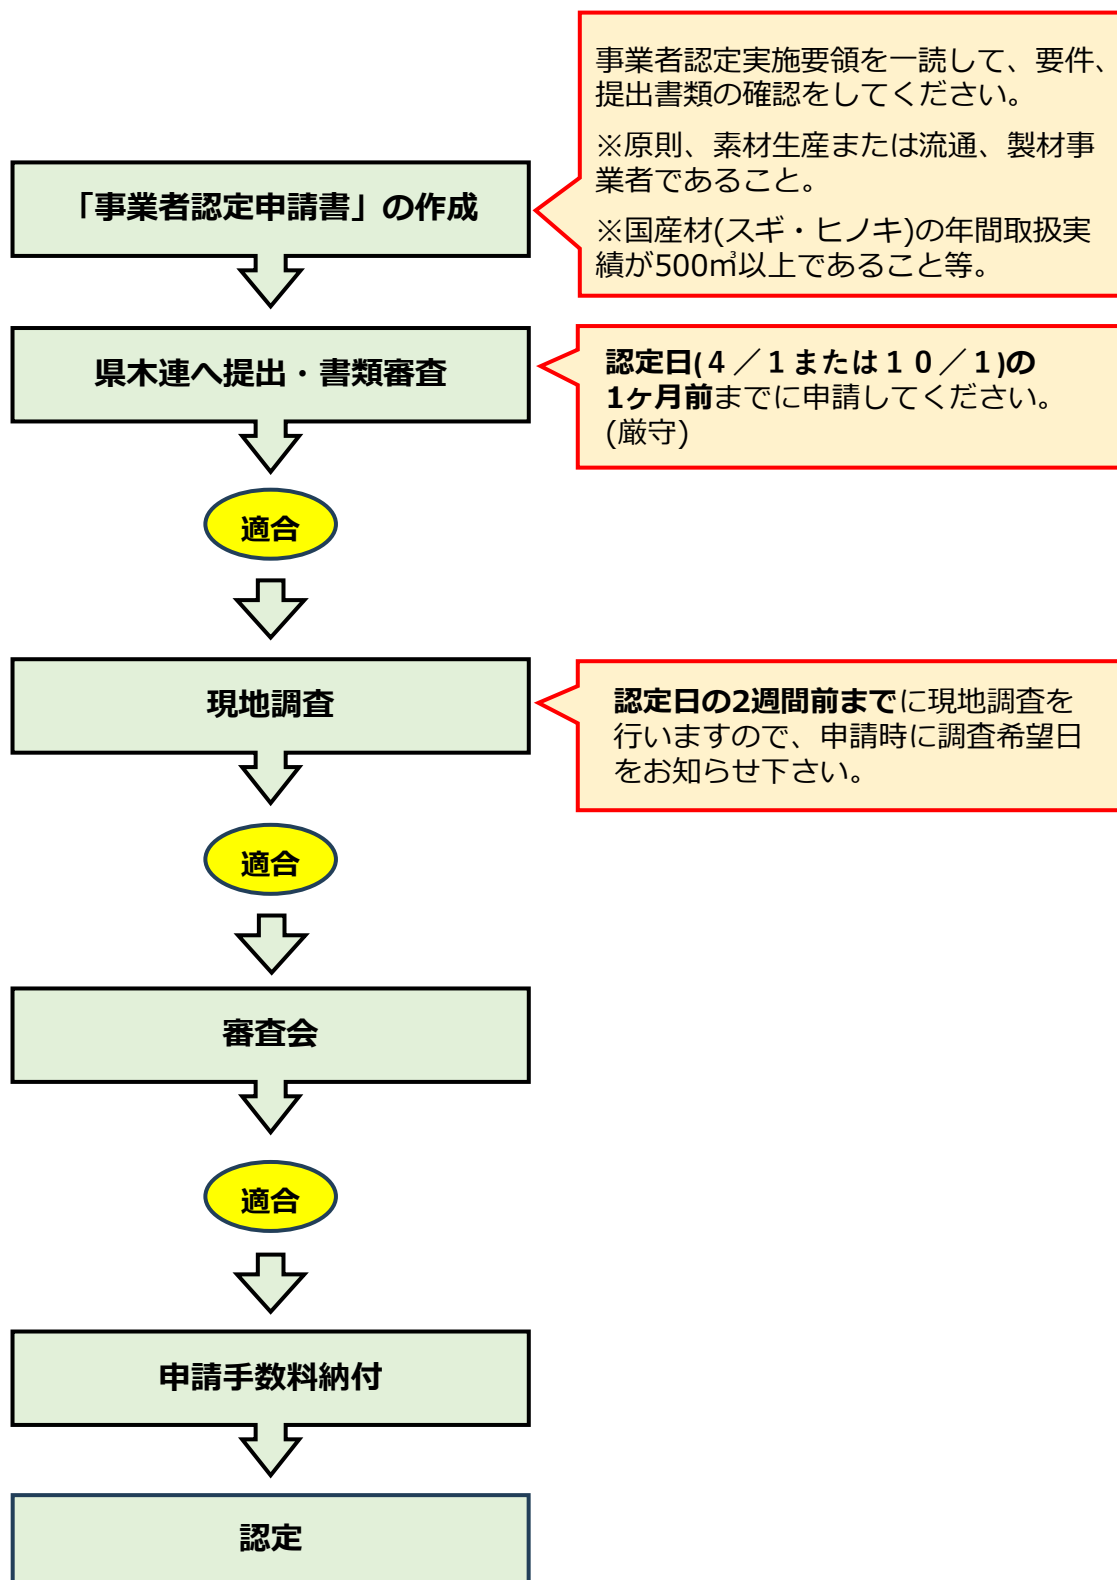 事業者認定実施要領を一読して、要件、
提出書類の確認をしてください。
※原則、素材生産または流通、製材事
業者であること。
※国産材(スギ・ヒノキ)の年間取扱実
績が500㎥以上であること等。
「事業者認定申請書」の作成
県木連へ提出・書類審査
認定日(４／１または１０／１)の
1ヶ月前までに申請してください。
(厳守)
適合
現地調査
認定日の2週間前までに現地調査を
行いますので、申請時に調査希望日
をお知らせ下さい。
適合
審査会
適合
申請手数料納付
認定